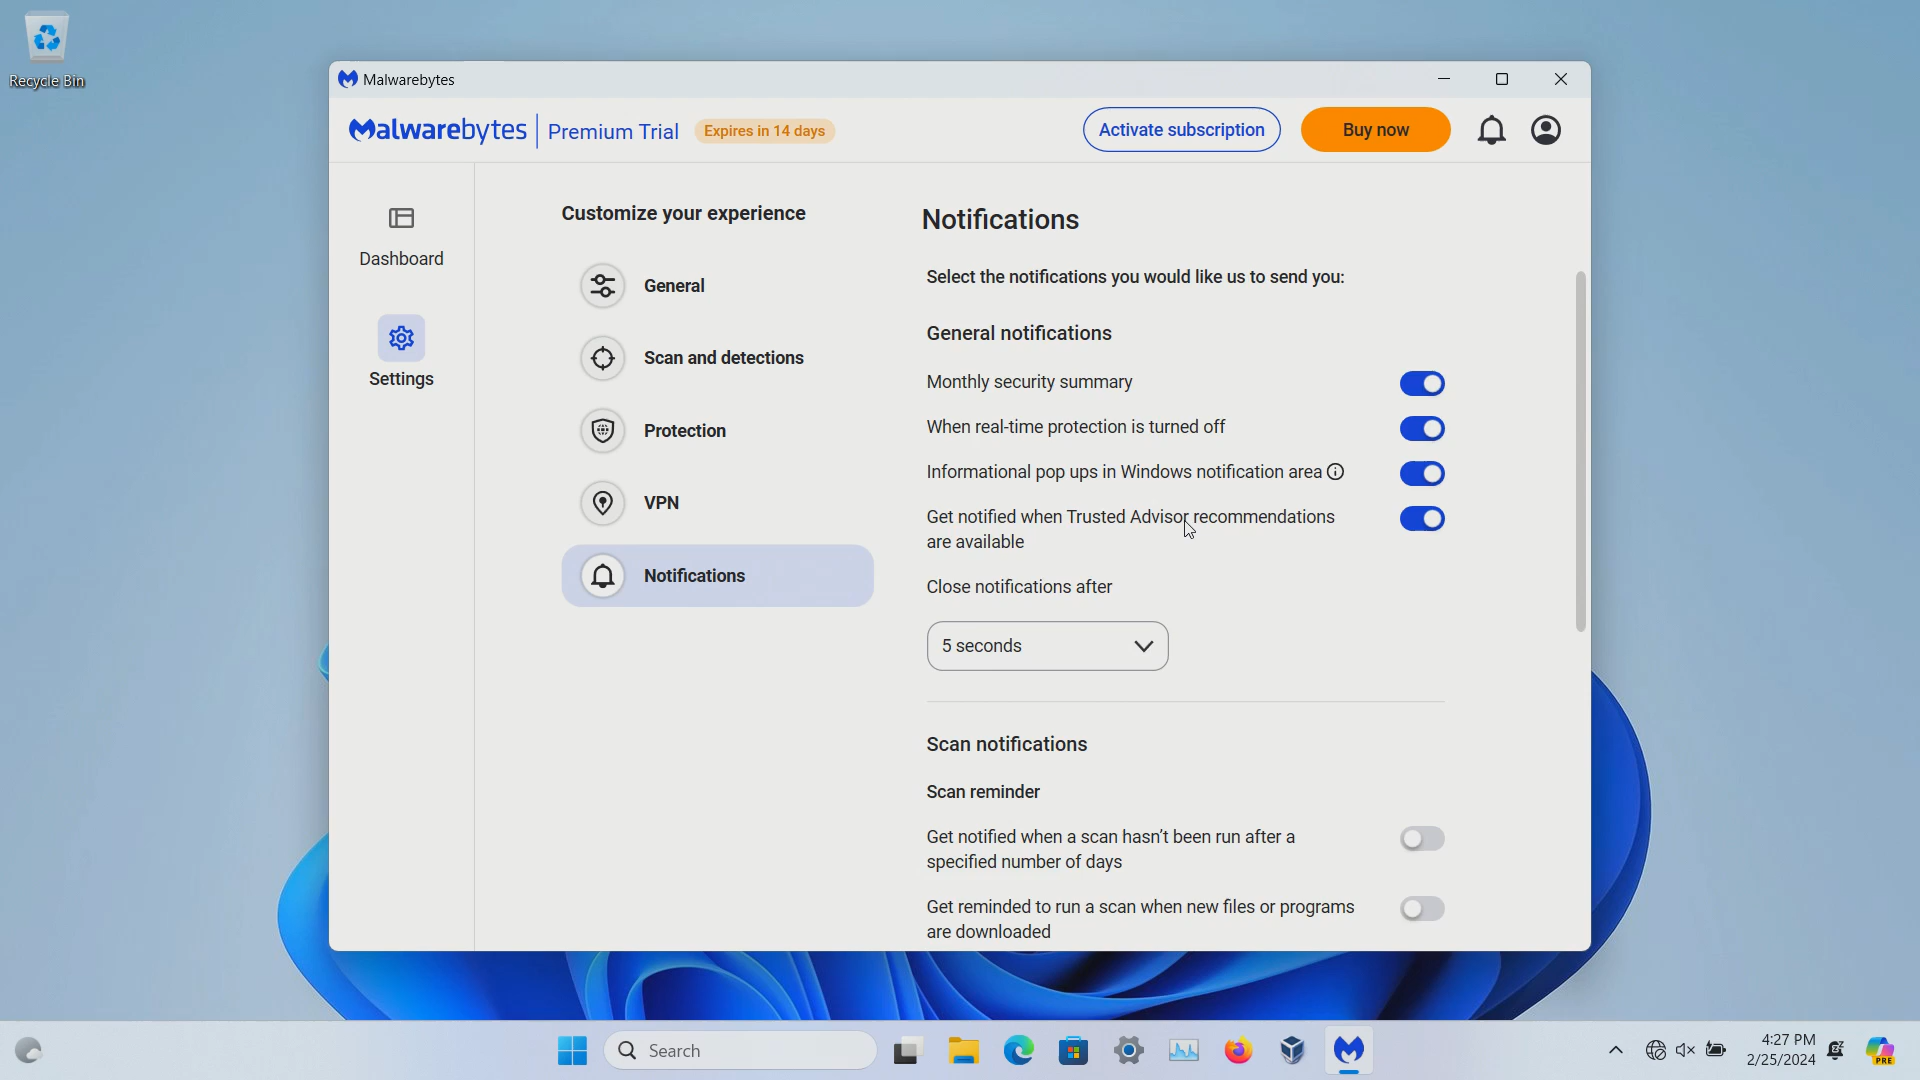 Recycle Bin
Malwarebytes
Malwarebytes
Premium Trial
Expires in 14 days
Activate subscription
Buy now
Dashboard
Settings
Customize your experience
General
Scan and detections
Protection
VPN
Notifications
Notifications
Select the notifications you would like us to send you:
General notifications
Monthly security summary
When real-time protection is turned off
Informational pop ups in Windows notification area
Get notified when Trusted Advisor recommendations
are available
Close notifications after
5 seconds
Scan notifications
Scan reminder
Get notified when a scan hasn’t been run after a
specified number of days
Get reminded to run a scan when new files or programs
are downloaded
Search
4:27 PM
2/25/2024
PRE